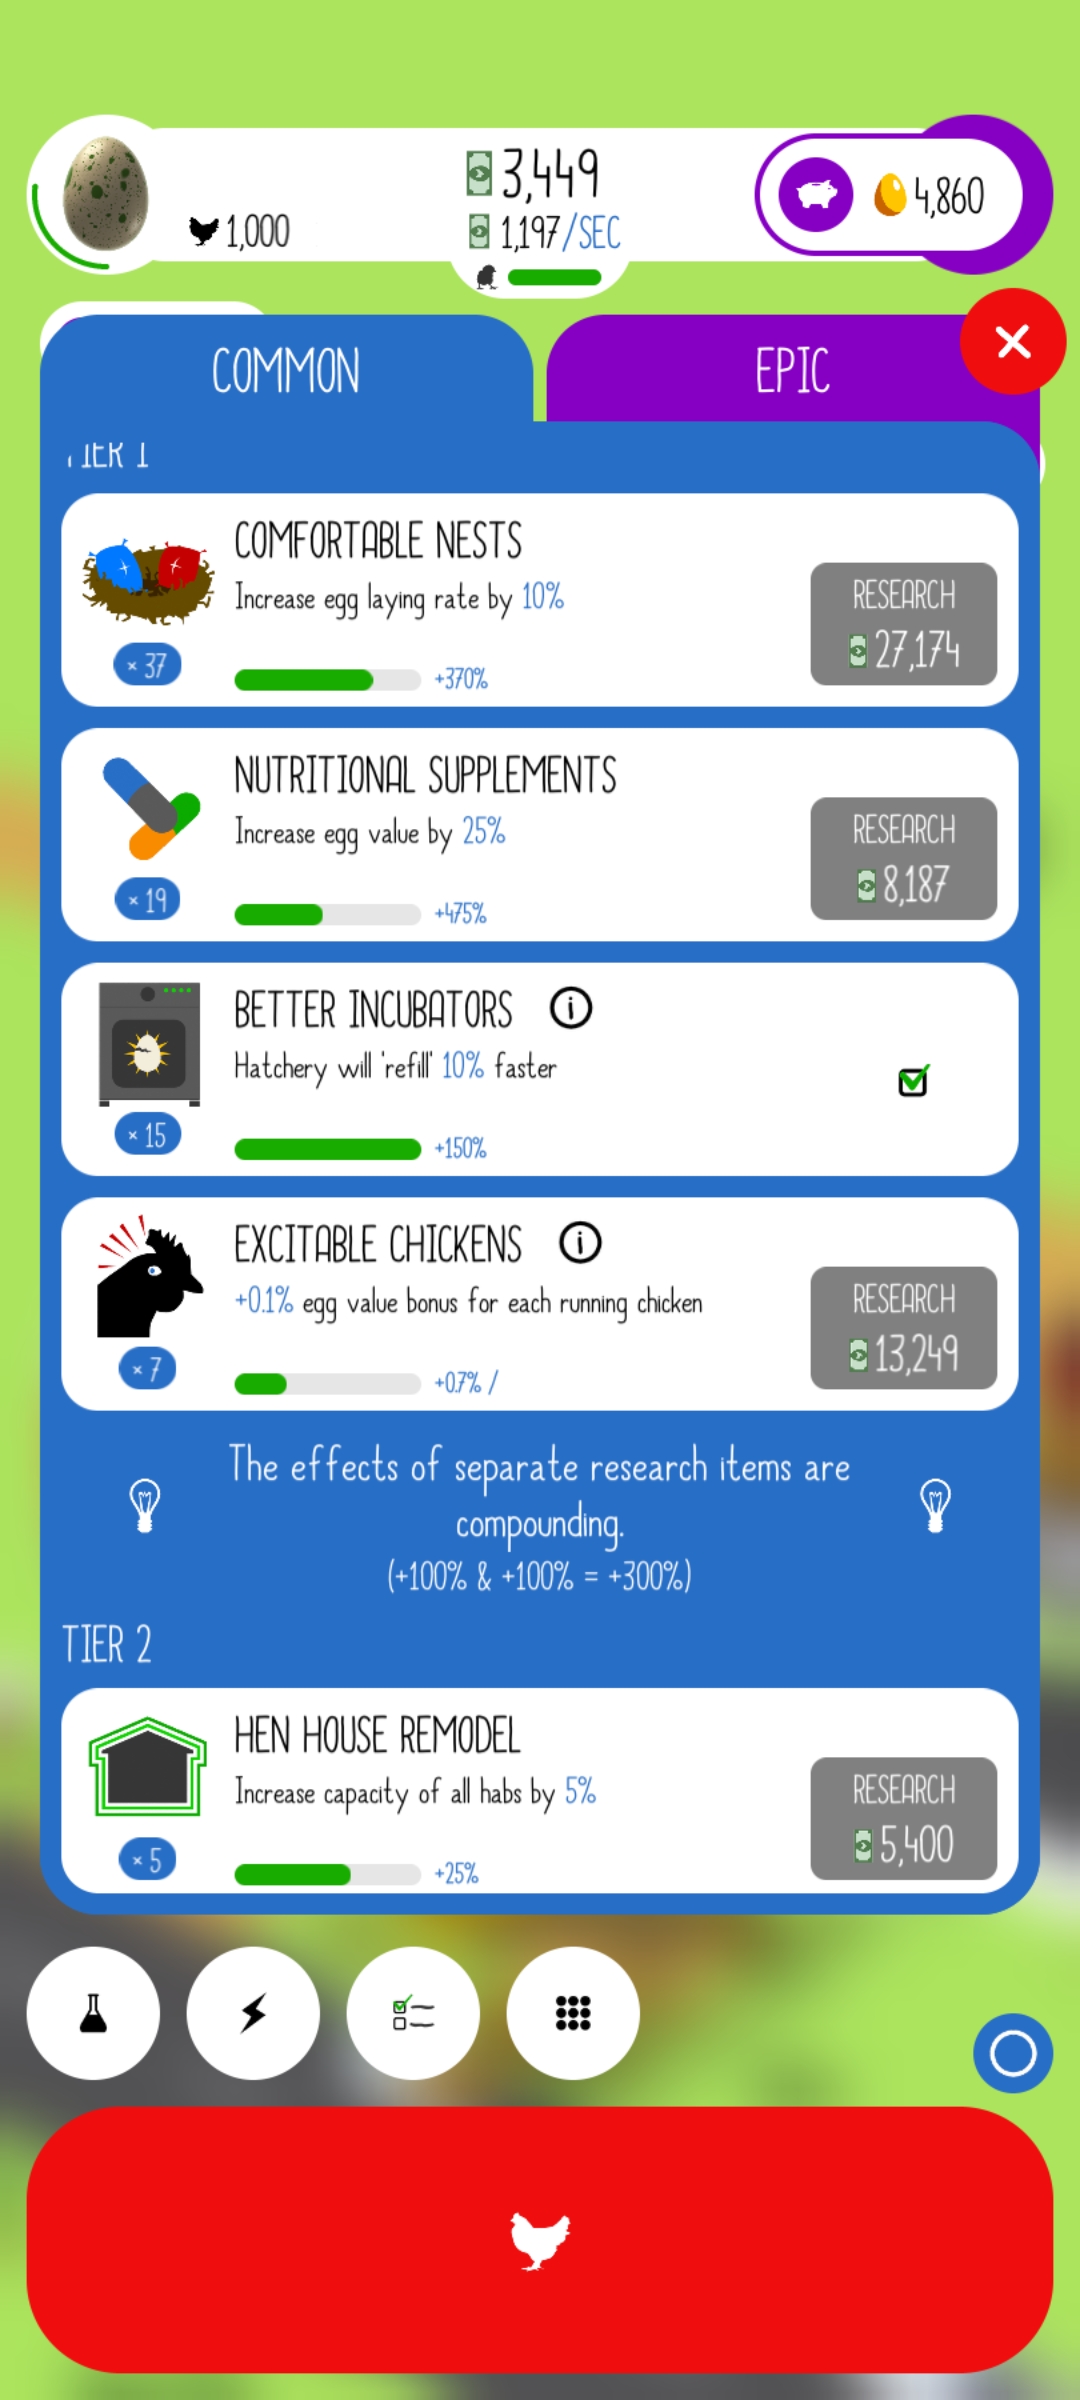 3,449
1,000
1,197/SEC
4,860
COMMON
EPIC
TIER 1
COMFORTABLE NESTS
Increase egg laying rate by 10%
RESEARCH
27,174
× 37
+370%
NUTRITIONAL SUPPLEMENTS
Increase egg value by 25%
RESEARCH
8,187
× 19
+475%
BETTER INCUBATORS
Hatchery will 'refill' 10% faster
× 15
+150%
EXCITABLE CHICKENS
+0.1% egg value bonus for each running chicken
RESEARCH
13,249
× 7
+0.7% /
The effects of separate research items are
compounding.
(+100% & +100% = +300%)
TIER 2
HEN HOUSE REMODEL
Increase capacity of all habs by 5%
RESEARCH
5,400
× 5
+25%